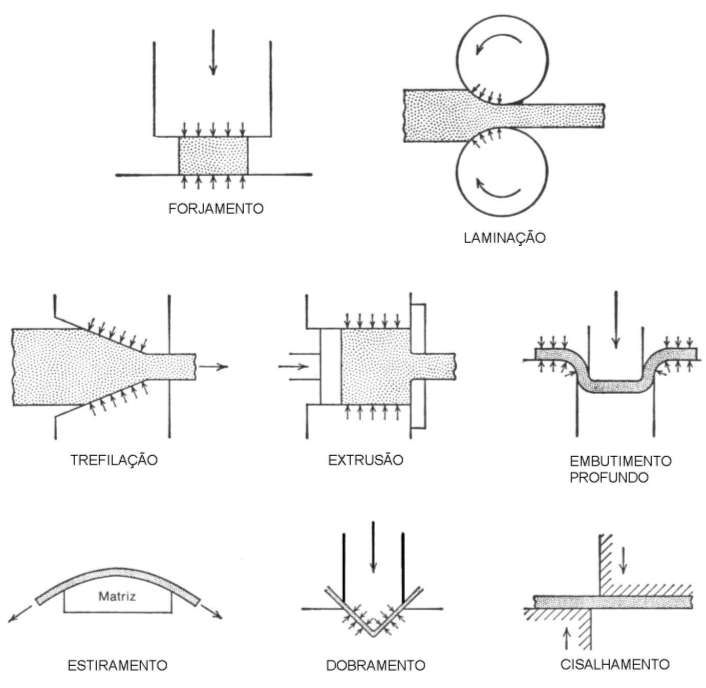 FORJAMENTO
LAMINAÇÃO
TREFILAÇÃO
EXTRUSÃO
EMBUTIMENTO
PROFUNDO
Matriz
ESTIRAMENTO
DOBRAMENTO
CISALHAMENTO